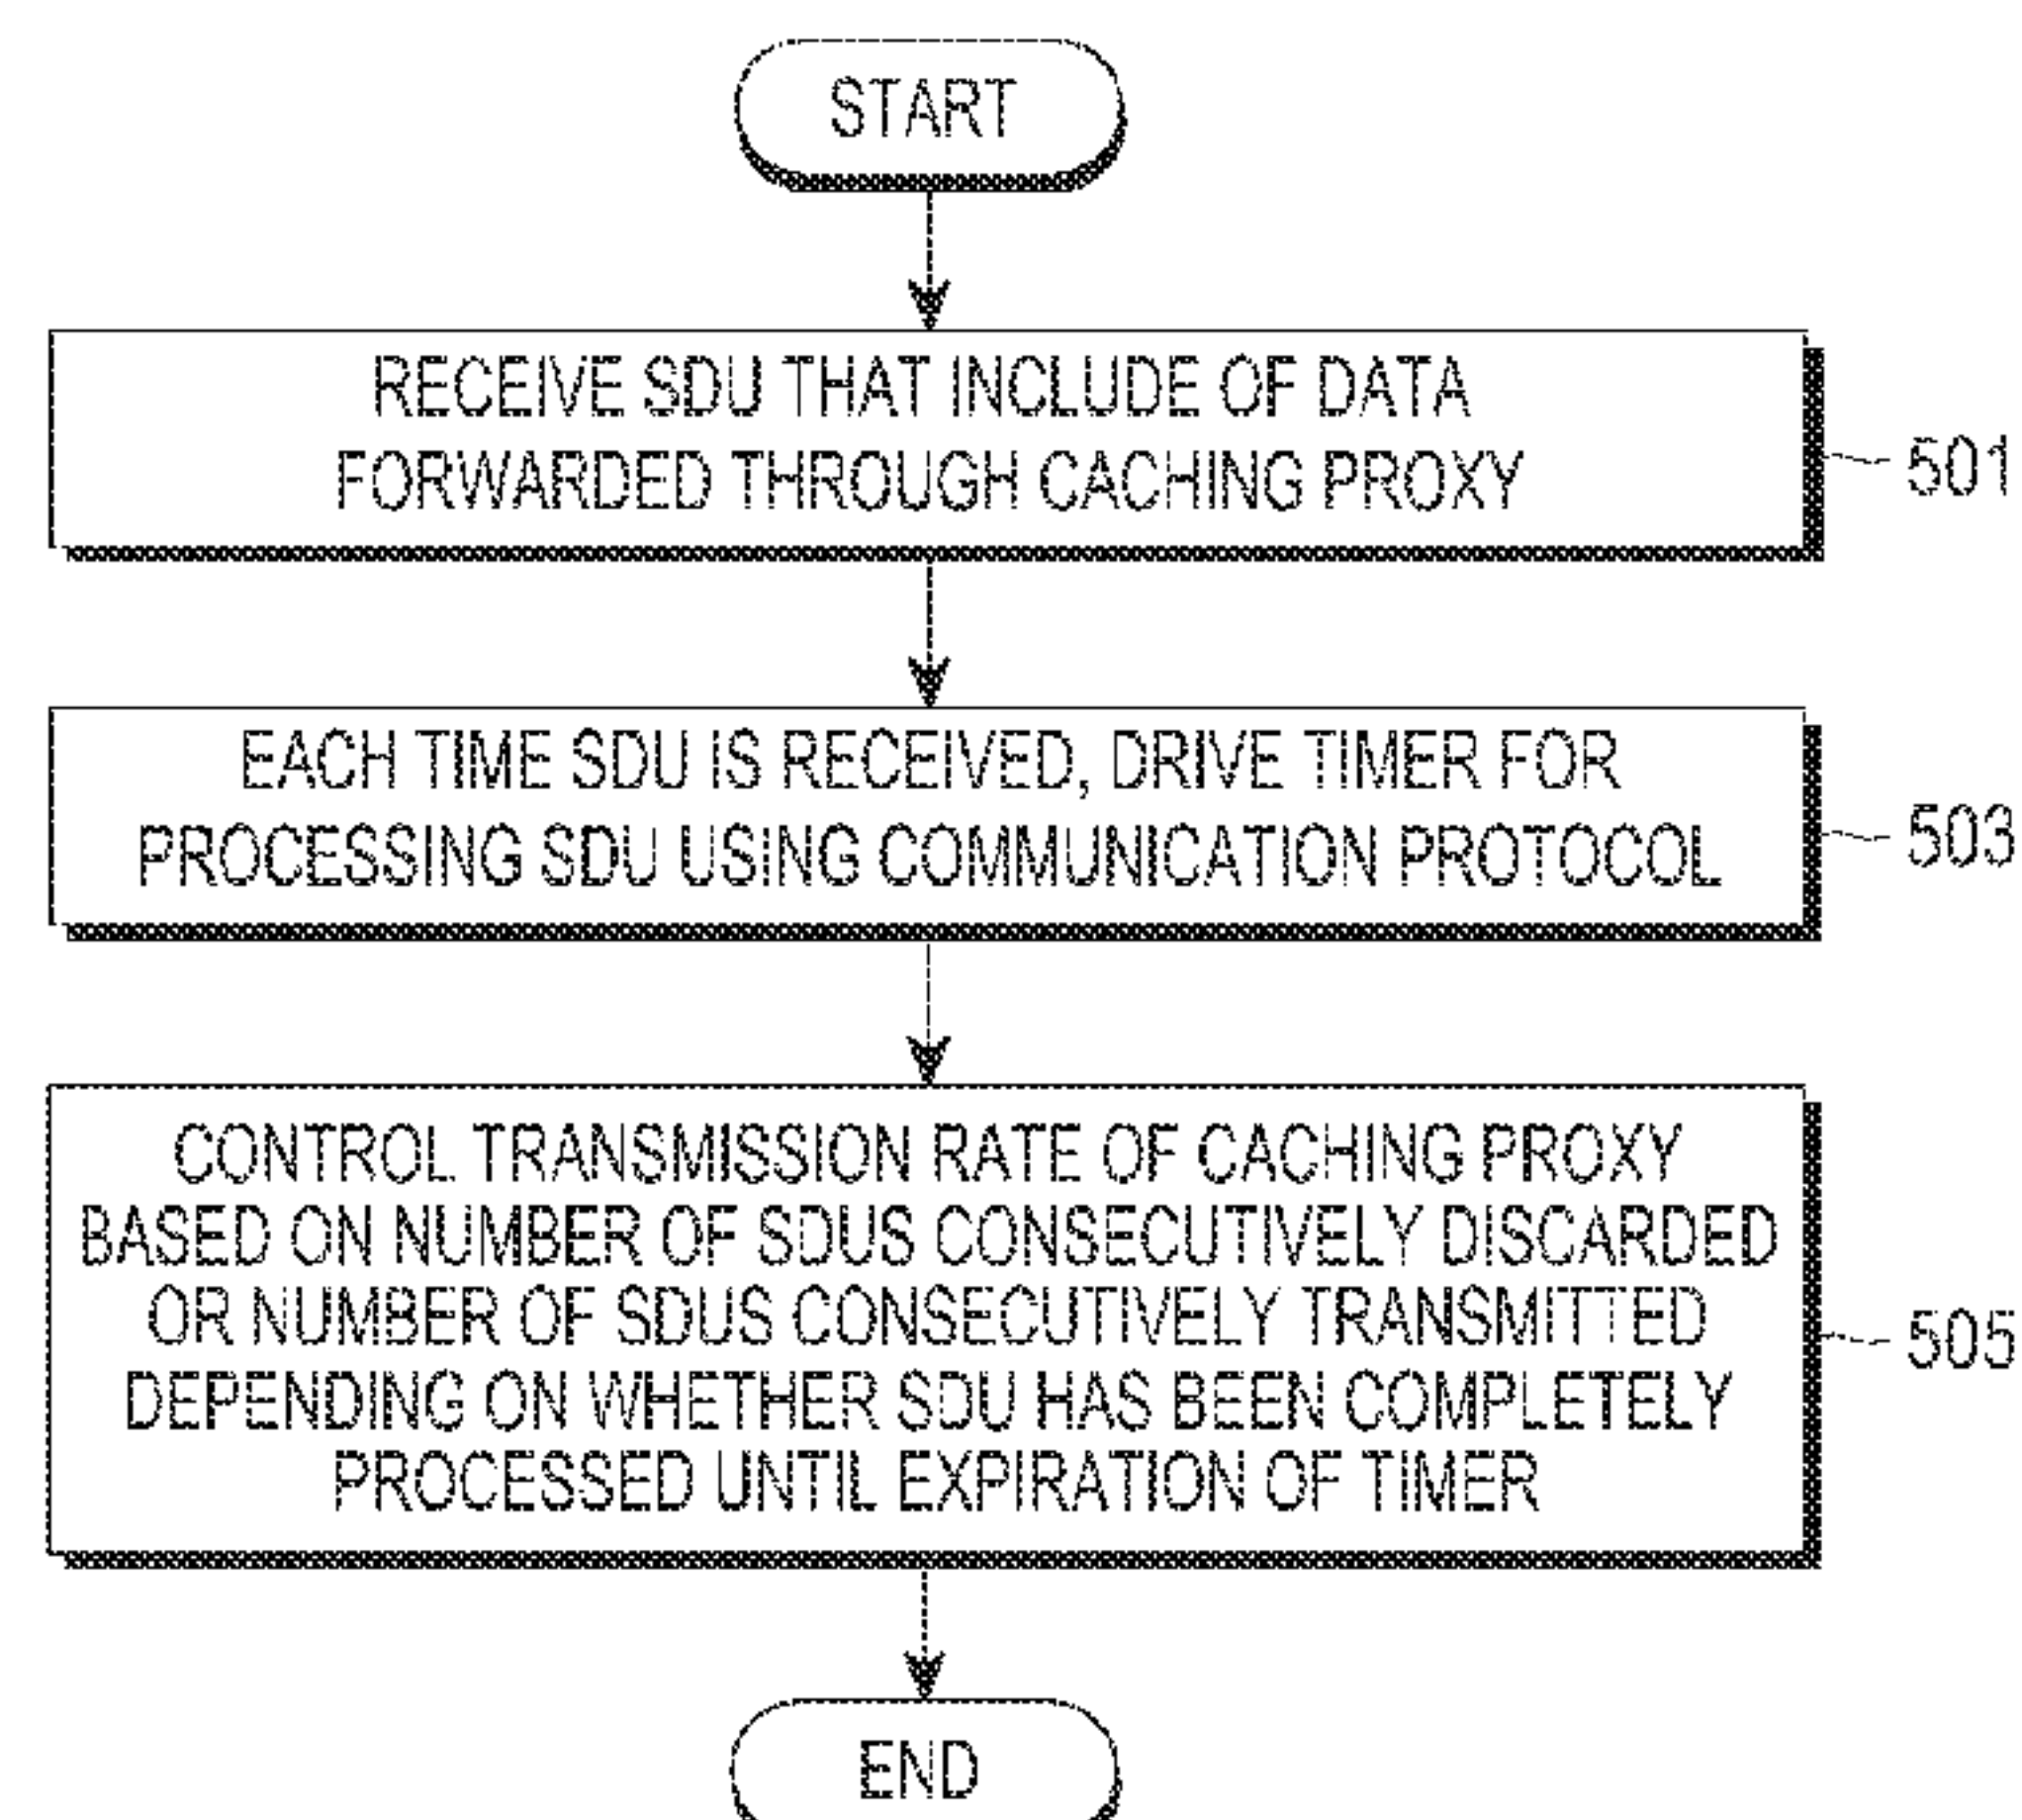 START
RECEIVE SDU THAT INCLUDE OF DATA
FORWARDED THROUGH CACHING PROXY
501
EACH TIME SDU IS RECEIVED, DRIVE TIMER FOR
PROCESSING SDU USING COMMUNICATION PROTOCOL
503
CONTROL TRANSMISSION RATE OF CACHING PROXY
BASED ON NUMBER OF SDUS CONSECUTIVELY DISCARDED
OR NUMBER OF SDUS CONSECUTIVELY TRANSMITTED
DEPENDING ON WHETHER SDU HAS BEEN COMPLETELY
PROCESSED UNTIL EXPIRATION OF TIMER
505
END